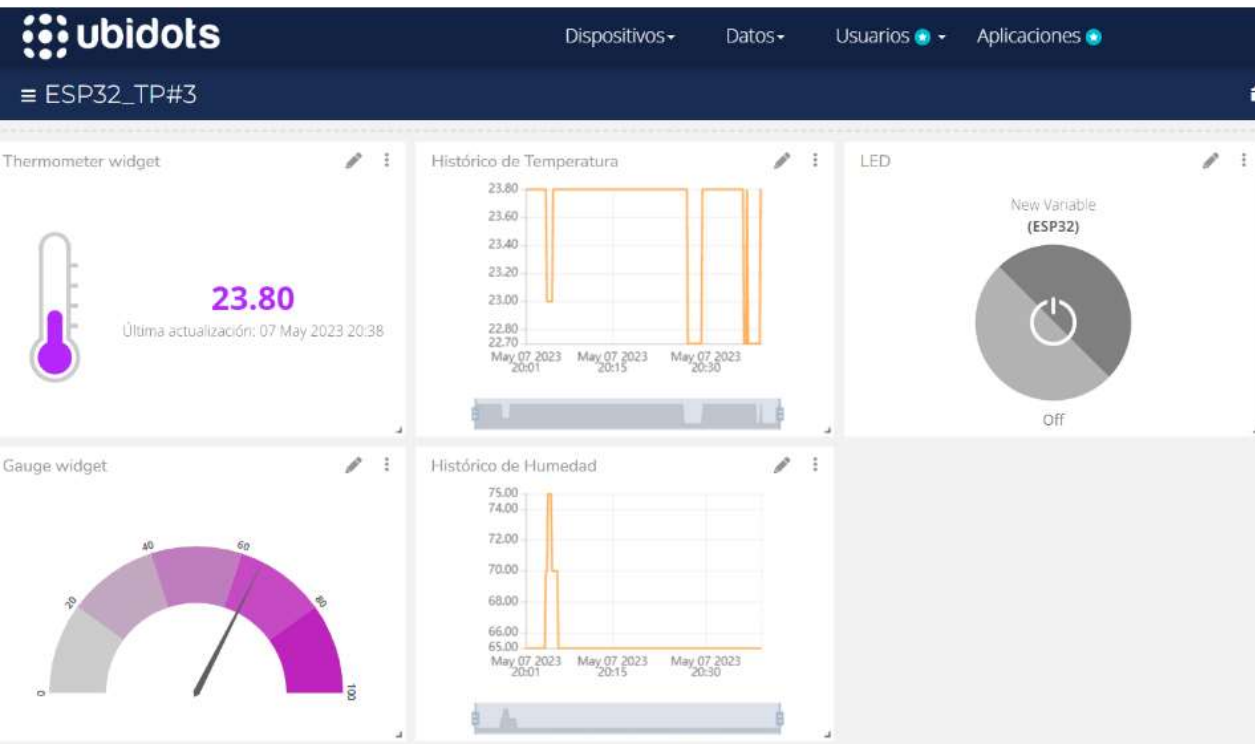 ubidots
Dispositivos Datos Usuarios Aplicaciones
ESP32_TP#3
Thermometer widget
23.80
Última actualización: 07 May 2023 20:38
Histórico de Temperatura
23.80
23.60
23.40
23.20
23.00
22.80
22.70
May 07 2023 May 07 2023 May 07 2023
20:01 20:15 20:30
LED
New Variable
(ESP32)
Off
Gauge widget
0 20 40 60 80 100
Histórico de Humedad
75.00
74.00
72.00
70.00
68.00
66.00
65.00
May 07 2023 May 07 2023 May 07 2023
20:01 20:15 20:30